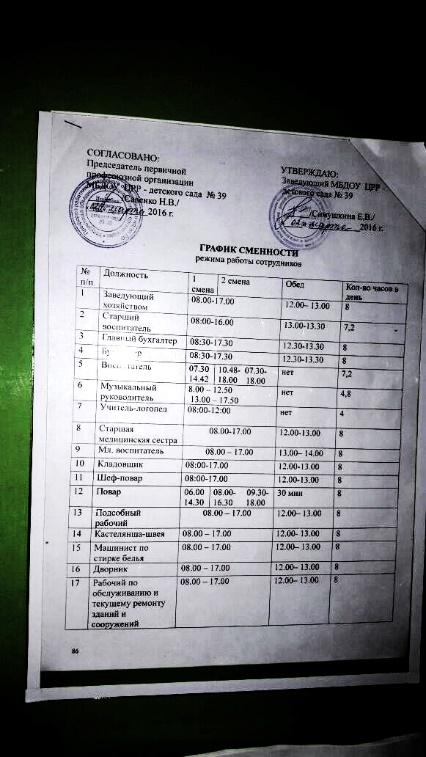 СОГЛАСОВАНО:
Председатель первичной
профсоюзной организации
МБДОУ ЦРР - детского сада № 39
/Савенко Н.В./
2016 г.
УТВЕРЖДАЮ:
Заведующий МБДОУ ЦРР
детского сада № 39
/Симушкина Е.В./
2016 г.
ГРАФИК СМЕННОСТИ
режима работы сотрудников
№ п/п Должность 1 смена 2 смена Обед Кол-во часов в день
1 Заведующий хозяйством 08.00-17.00 12.00– 13.00 8
2 Старший воспитатель 08:00-16.00 13.00-13.30 7,2
3 Главный бухгалтер 08:30-17.30 12.30-13.30 8
4 08:30-17.30 12.30-13.30 8
5 07.30 14.42 10.48- 18.00 07.30- 18.00 нет 7,2
6 Музыкальный руководитель 8.00 – 12.50 13.00 – 17.50 нет 4,8
7 Учитель-логопед 08:00-12:00 нет 4
8 Старшая медицинская сестра 08.00-17.00 12.00-13.00 8
9 Мл. воспитатель 08.00 – 17.00 13.00– 14.00 8
10 Кладовщик 08:00-17.00 12.00-13.00 8
11 Шеф-повар 08:00-17.00 12.00-13.00 8
12 Повар 06.00 14.30 08.00- 16.30 09.30- 18.00 30 мин 8
13 Подсобный рабочий 08.00 – 17.00 12.00– 13.00 8
14 Кастелянша-швея 08.00 – 17.00 12.00– 13.00 8
15 Машинист по стирке белья 08.00 – 17.00 12.00– 13.00 8
16 Дворник 08.00 – 17.00 12.00– 13.00 8
17 Рабочий по обслуживанию и текущему ремонту зданий и сооружений 08.00 – 17.00 12.00– 13.00 8
86